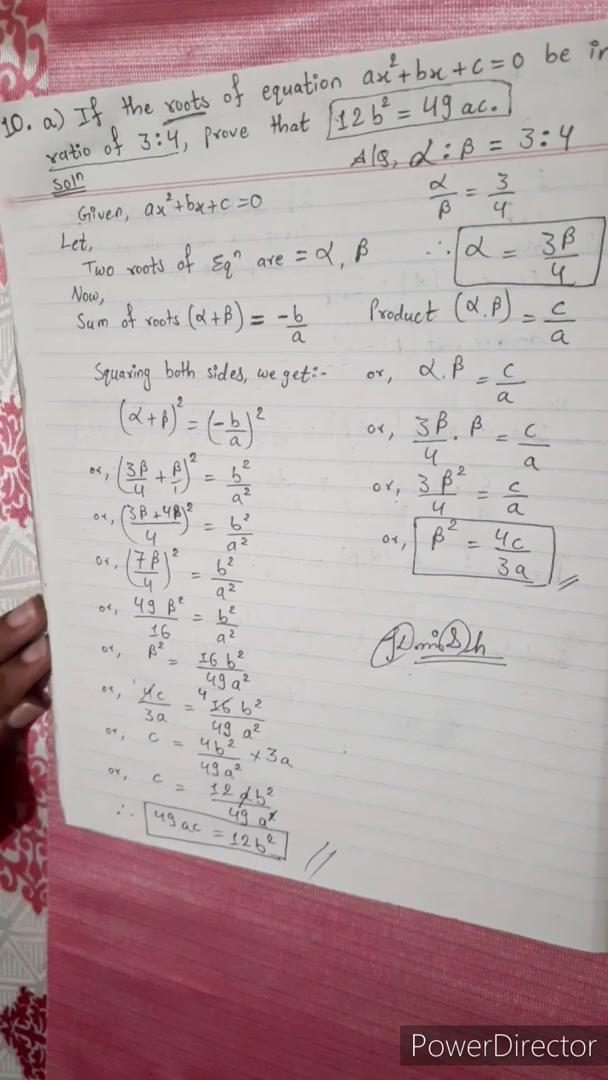 10. a) If the roots of equation ax²+bx+c=0 be in
ratio of 3:4, prove that 12b² = 49ac.
Soln
A/Q, α : β = 3:4
α/β = 3/4
∴ α = 3β/4
Given, ax²+bx+c=0
Let,
Two roots of Eqⁿ are = α, β
Now,
Sum of roots (α+β) = -b/a
Squaring both sides, we get:-
(α+β)² = (-b/a)²
or, (3β/4 + β/1)² = b²/a²
or, (3β+4β/4)² = b²/a²
or, (7β/4)² = b²/a²
or, 49β²/16 = b²/a²
or, β² = 16b²/49a²
or, 4c/3a = 4 16b²/49a²
or, c = 4b²/49a² × 3a
or, c = 12ab²/49a²
∴ 49ac = 12b²
Product (α.β) = c/a
or, α.β = c/a
or, 3β/4 . β = c/a
or, 3β²/4 = c/a
or, β² = 4c/3a
PowerDirector